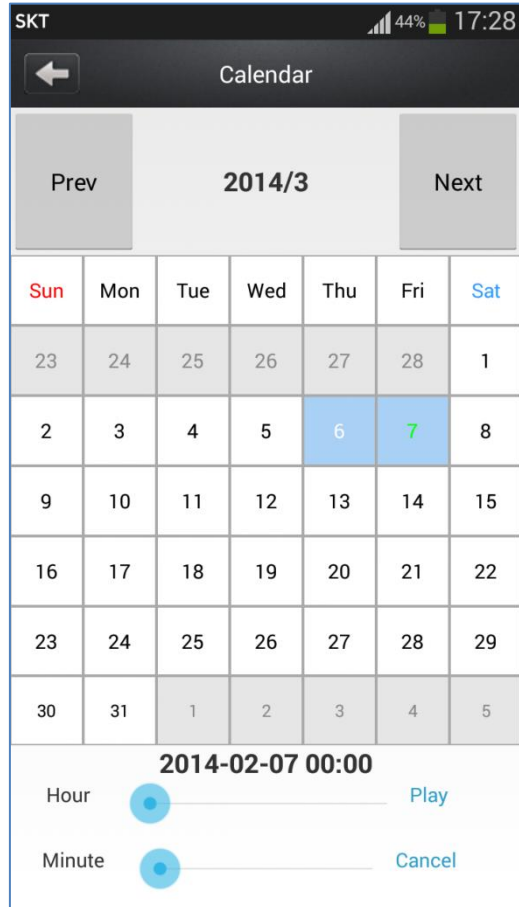 SKT 44% 17:28
Calendar
Prev 2014/3 Next
Sun Mon Tue Wed Thu Fri Sat
23 24 25 26 27 28 1
2 3 4 5 6 7 8
9 10 11 12 13 14 15
16 17 18 19 20 21 22
23 24 25 26 27 28 29
30 31 1 2 3 4 5
2014-02-07 00:00
Hour Play
Minute Cancel